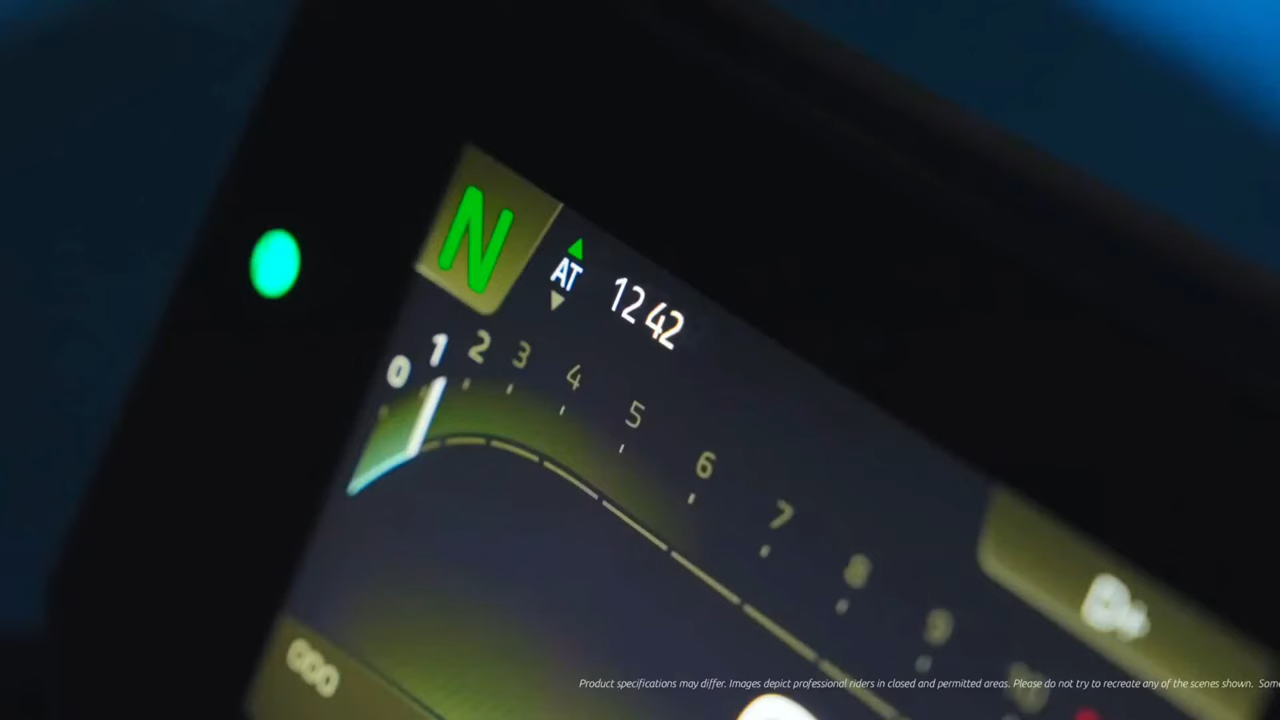 N
AT 12 42
0 1 2 3 4 5 6 7 8 9
Product specifications may differ. Images depict professional riders in closed and permitted areas. Please do not try to recreate any of the scenes shown.